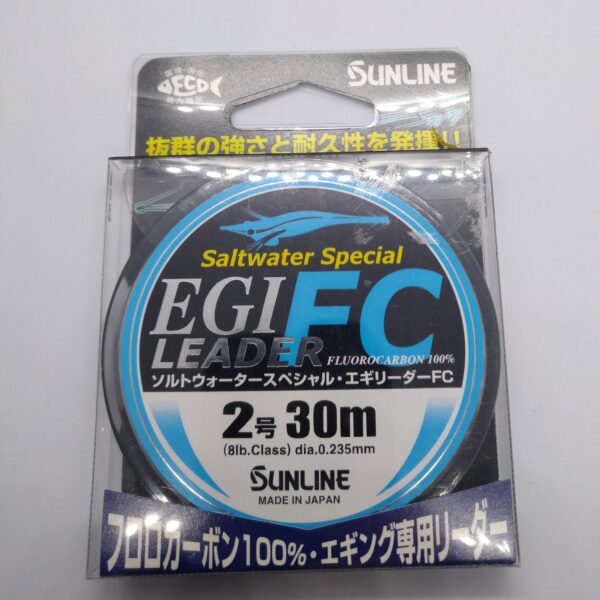 ECO
SUNLINE
抜群の強さと耐久性を発揮!!
Saltwater Special
EGI FC
LEADER
FLUOROCARBON 100%
ソルトウォータースペシャル・エギリーダーFC
2号 30m
(8lb.Class) dia.0.235mm
SUNLINE
MADE IN JAPAN
フロロカーボン100%・エギング専用リーダー